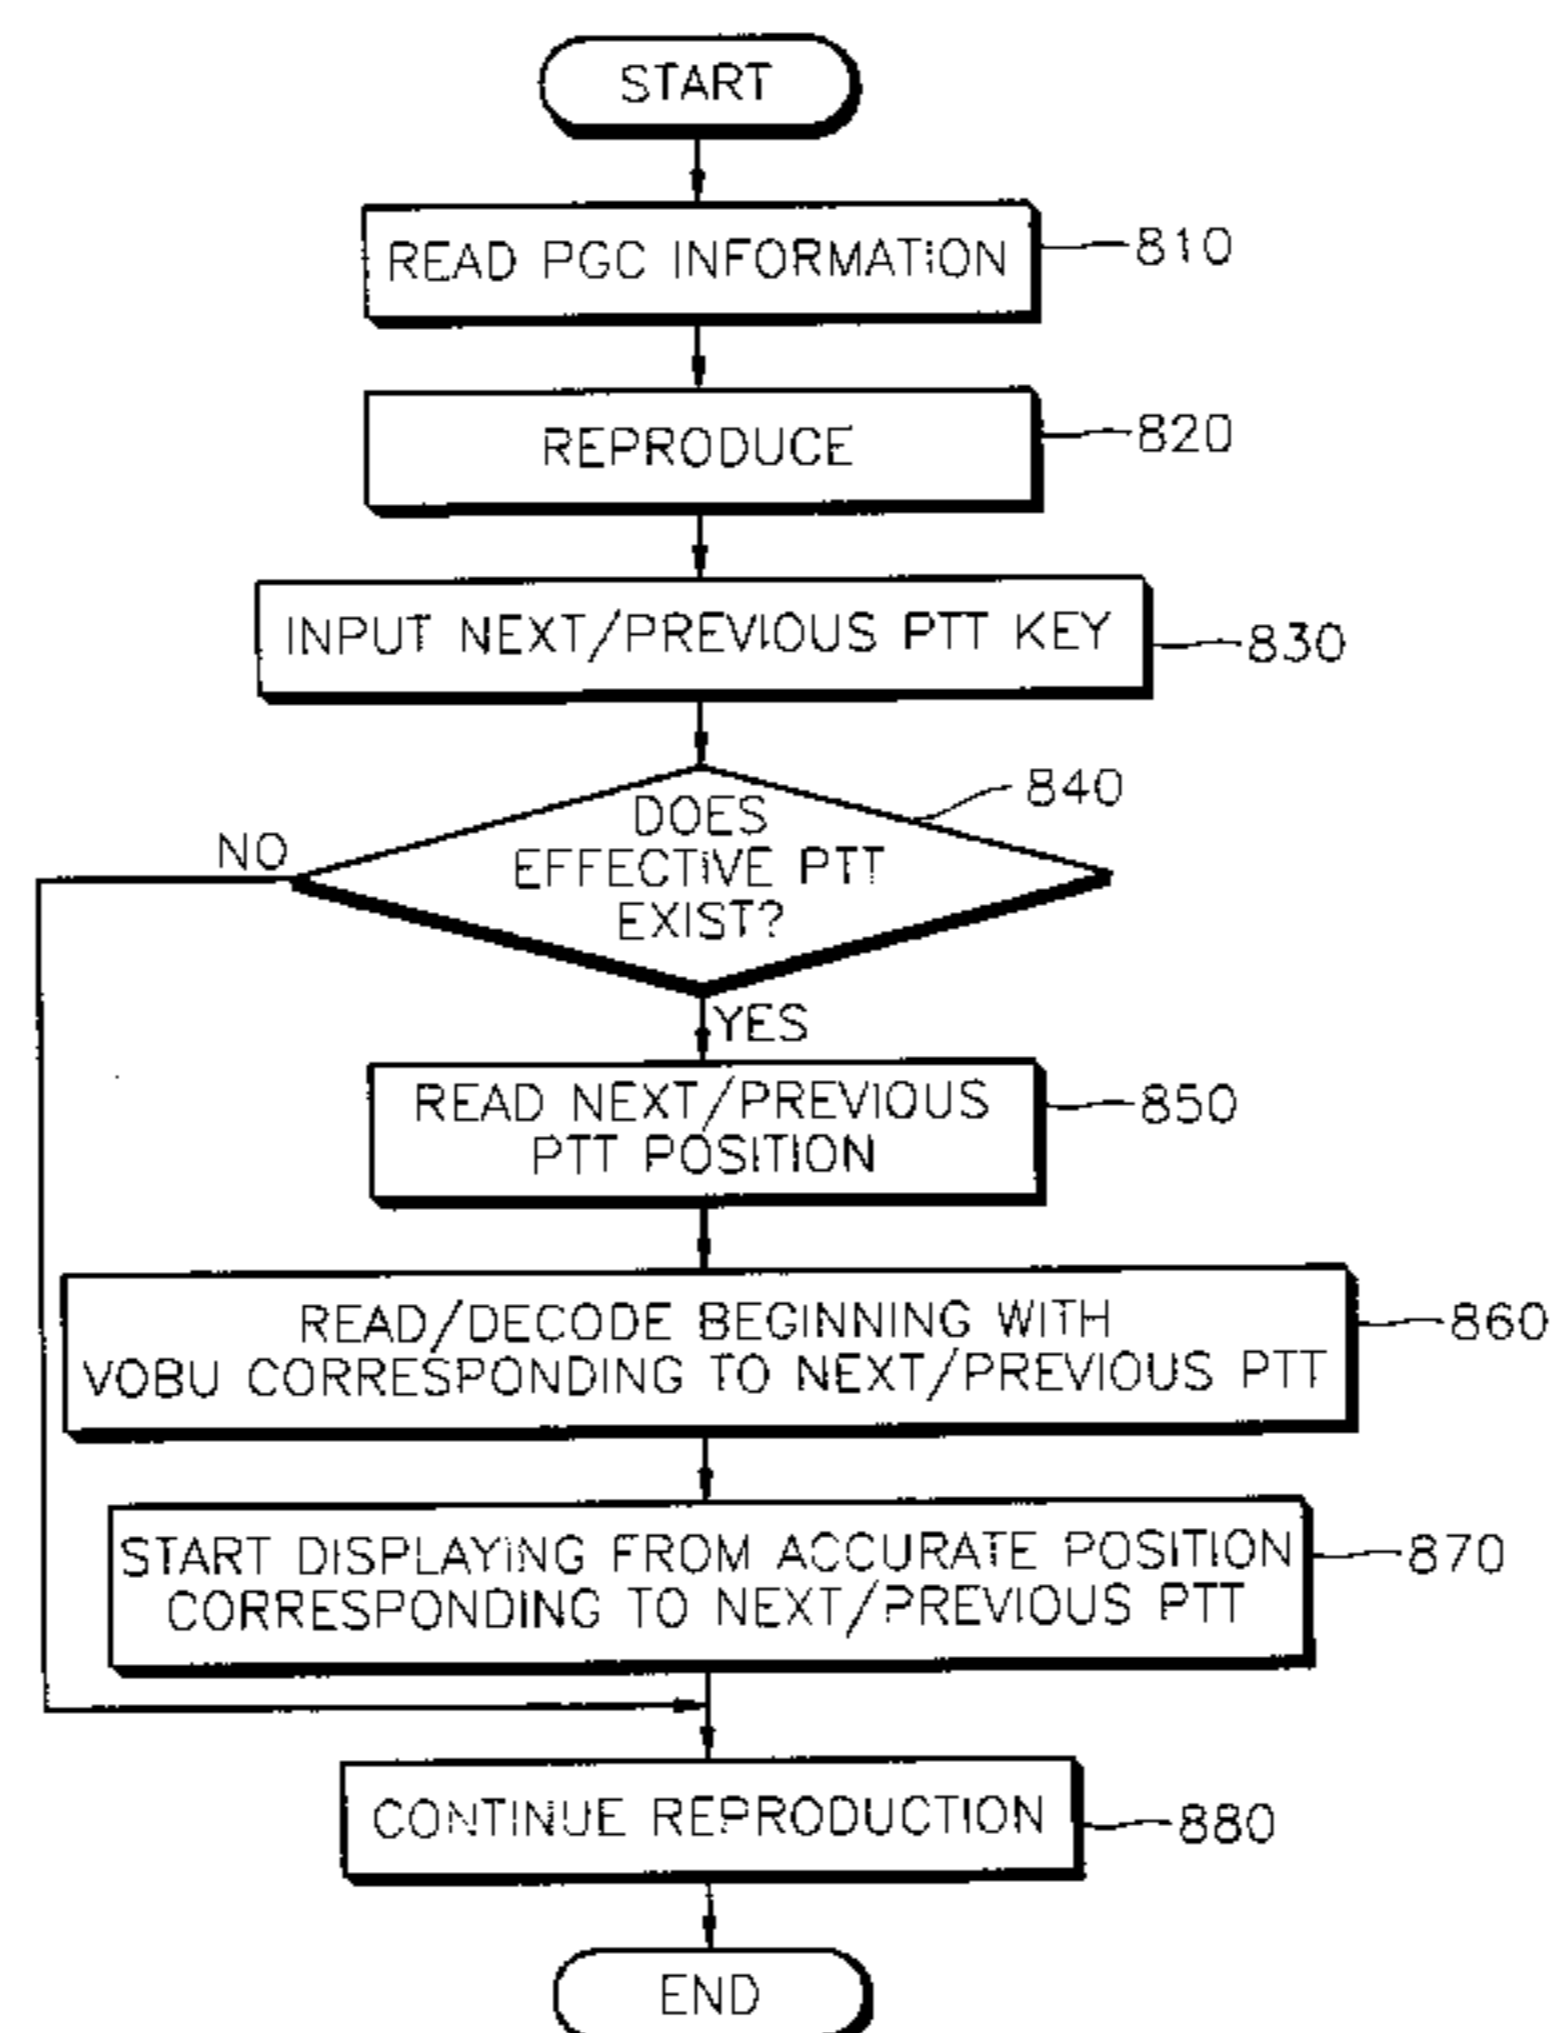 START
READ PGC INFORMATION
810
REPRODUCE
820
INPUT NEXT/PREVIOUS PTT KEY
830
840
DOES
EFFECTIVE PTT
EXIST?
NO
YES
READ NEXT/PREVIOUS
PTT POSITION
850
READ/DECODE BEGINNING WITH
VOBU CORRESPONDING TO NEXT/PREVIOUS PTT
860
START DISPLAYING FROM ACCURATE POSITION
CORRESPONDING TO NEXT/PREVIOUS PTT
870
CONTINUE REPRODUCTION
880
END